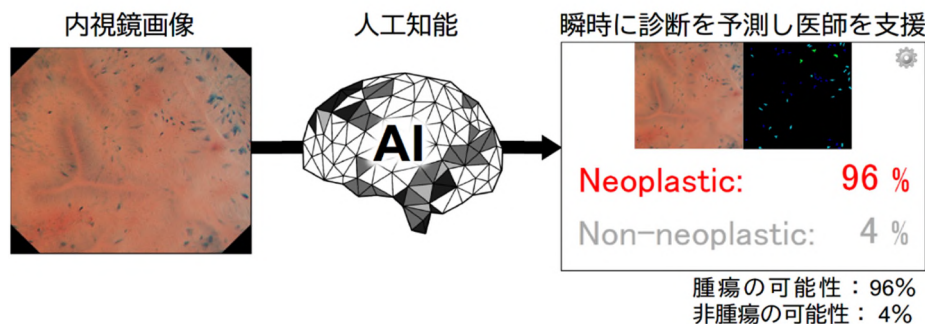 内視鏡画像
人工知能
瞬時に診断を予測し医師を支援
AI
Neoplastic: 96 %
Non-neoplastic: 4 %
腫瘍の可能性：96%
非腫瘍の可能性：4%